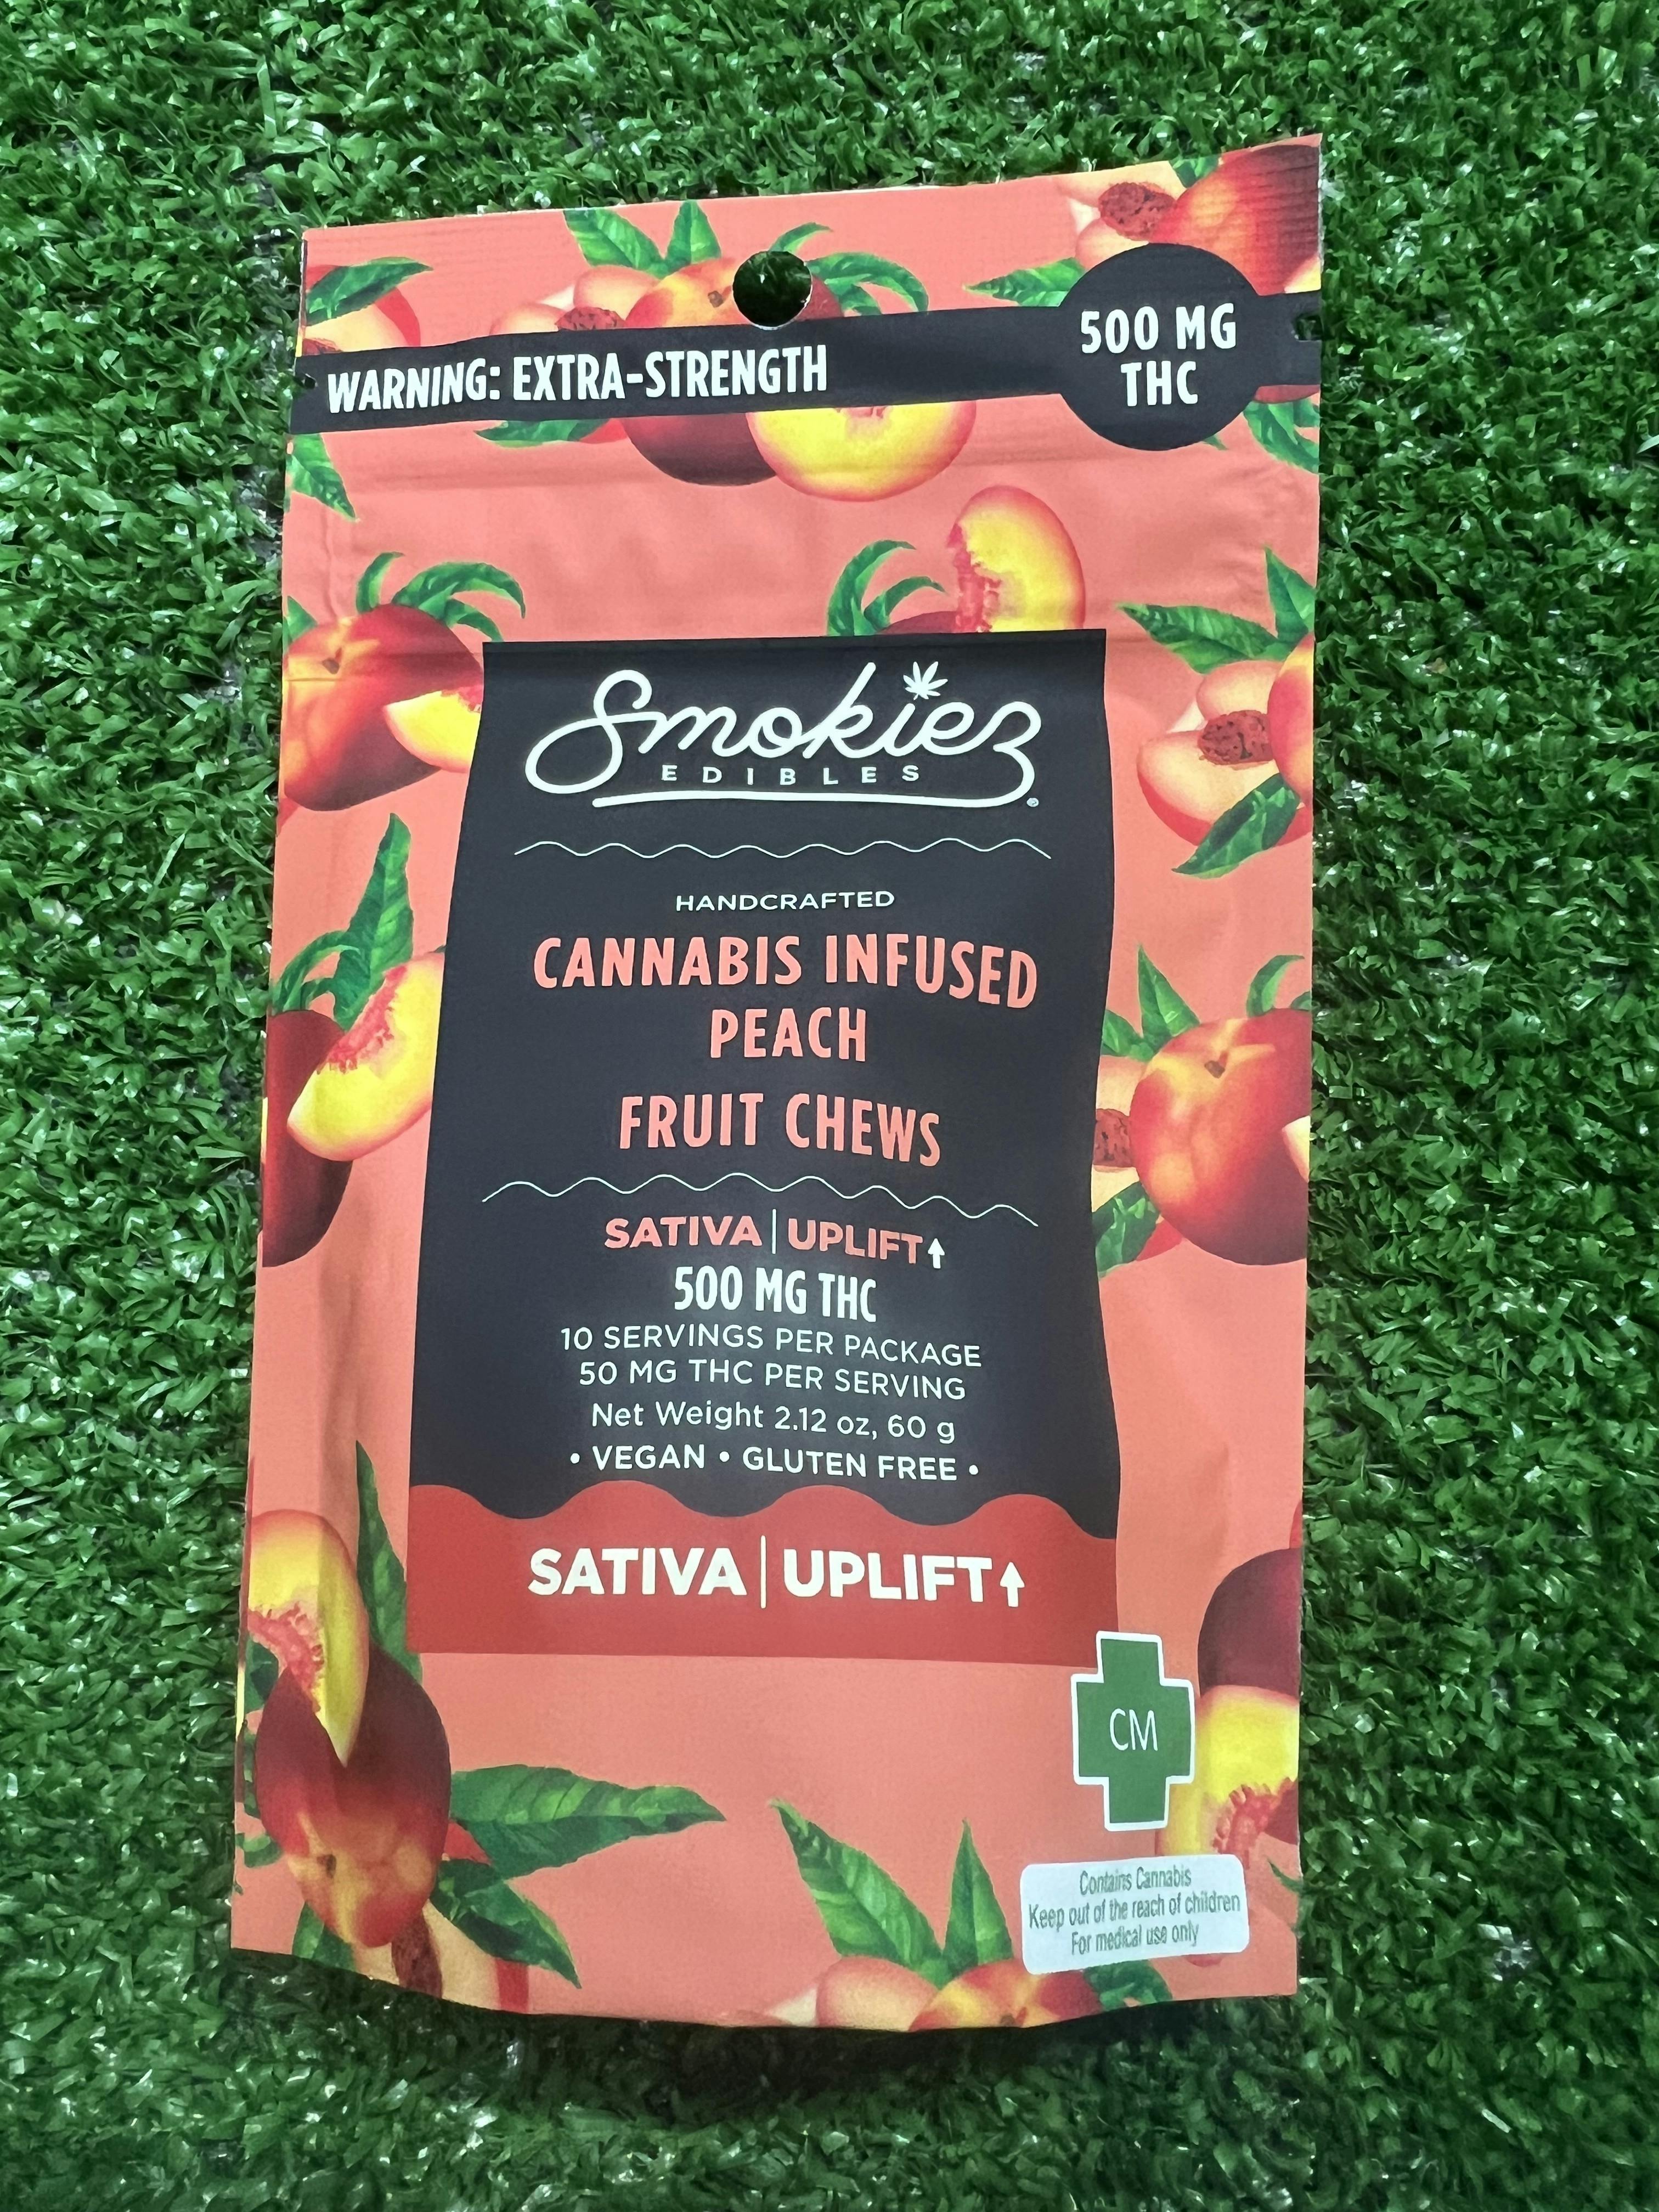 WARNING: EXTRA-STRENGTH
500 MG
THC
Smokiez
EDIBLES
®
HANDCRAFTED
CANNABIS INFUSED
PEACH
FRUIT CHEWS
SATIVA | UPLIFT↑
500 MG THC
10 SERVINGS PER PACKAGE
50 MG THC PER SERVING
Net Weight 2.12 oz, 60 g
• VEGAN • GLUTEN FREE •
SATIVA | UPLIFT↑
CM
Contains Cannabis
Keep out of the reach of children
For medical use only